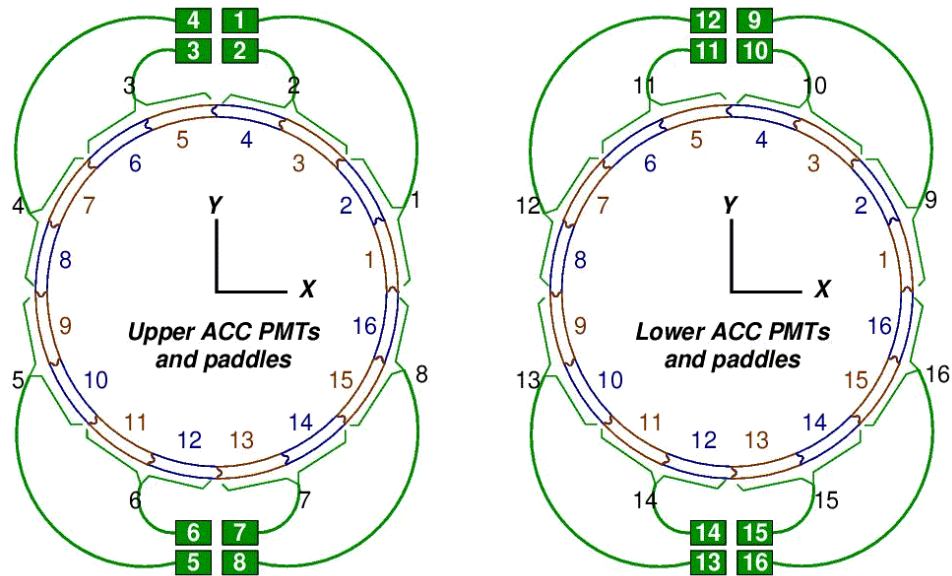 4 1 12 9
3 2 11 10
3 2 11 10
5 4 5 4
6 3 6 3
4 7 2 1 12 7 2 9
Y Y
8 1 8 1
X X
Upper ACC PMTs Lower ACC PMTs
and paddles and paddles
9 16 9 16
5 10 15 8 13 10 15 16
11 14 11 14
12 13 12 13
6 7 14 15
6 7 14 15
5 8 13 16